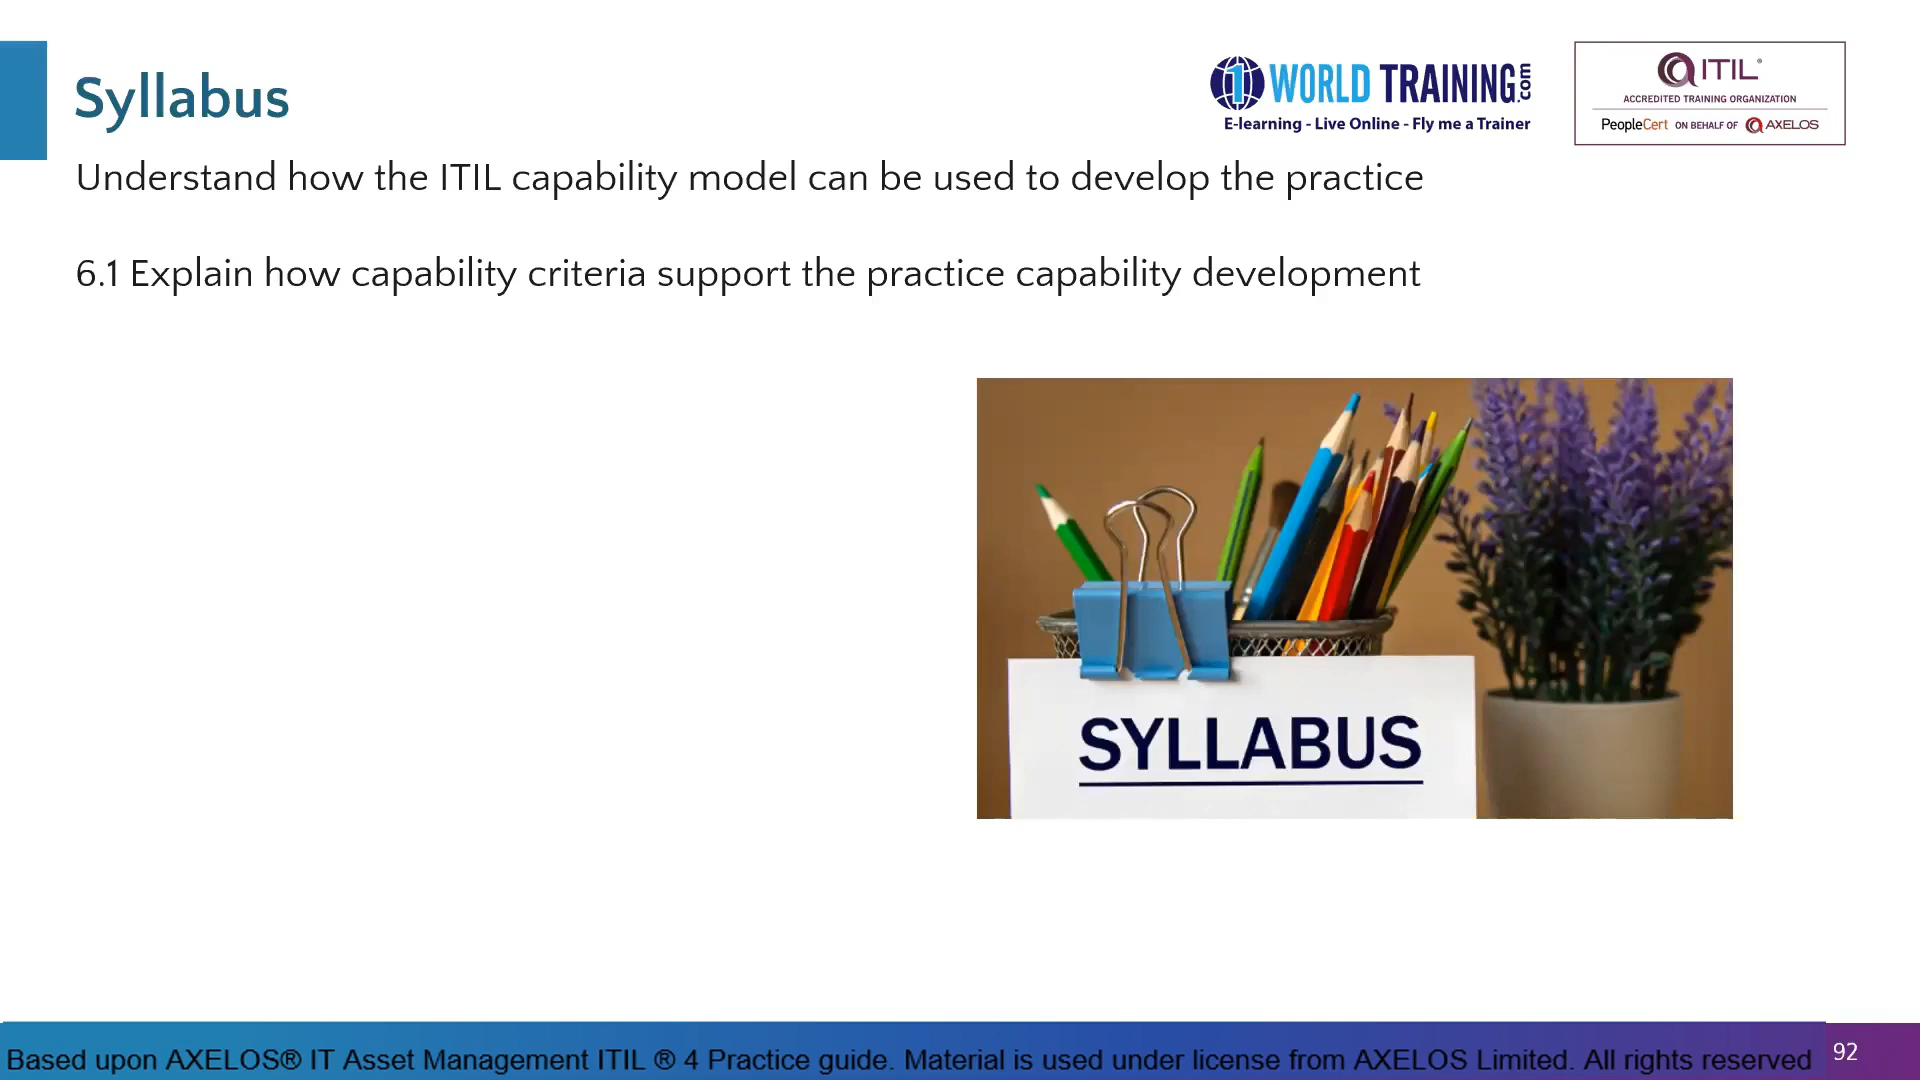 Syllabus
1 WORLD TRAINING.com
E-learning - Live Online - Fly me a Trainer
ITIL®
ACCREDITED TRAINING ORGANIZATION
PeopleCert ON BEHALF OF AXELOS
Understand how the ITIL capability model can be used to develop the practice
6.1 Explain how capability criteria support the practice capability development
SYLLABUS
Based upon AXELOS® IT Asset Management ITIL ® 4 Practice guide. Material is used under license from AXELOS Limited. All rights reserved
92